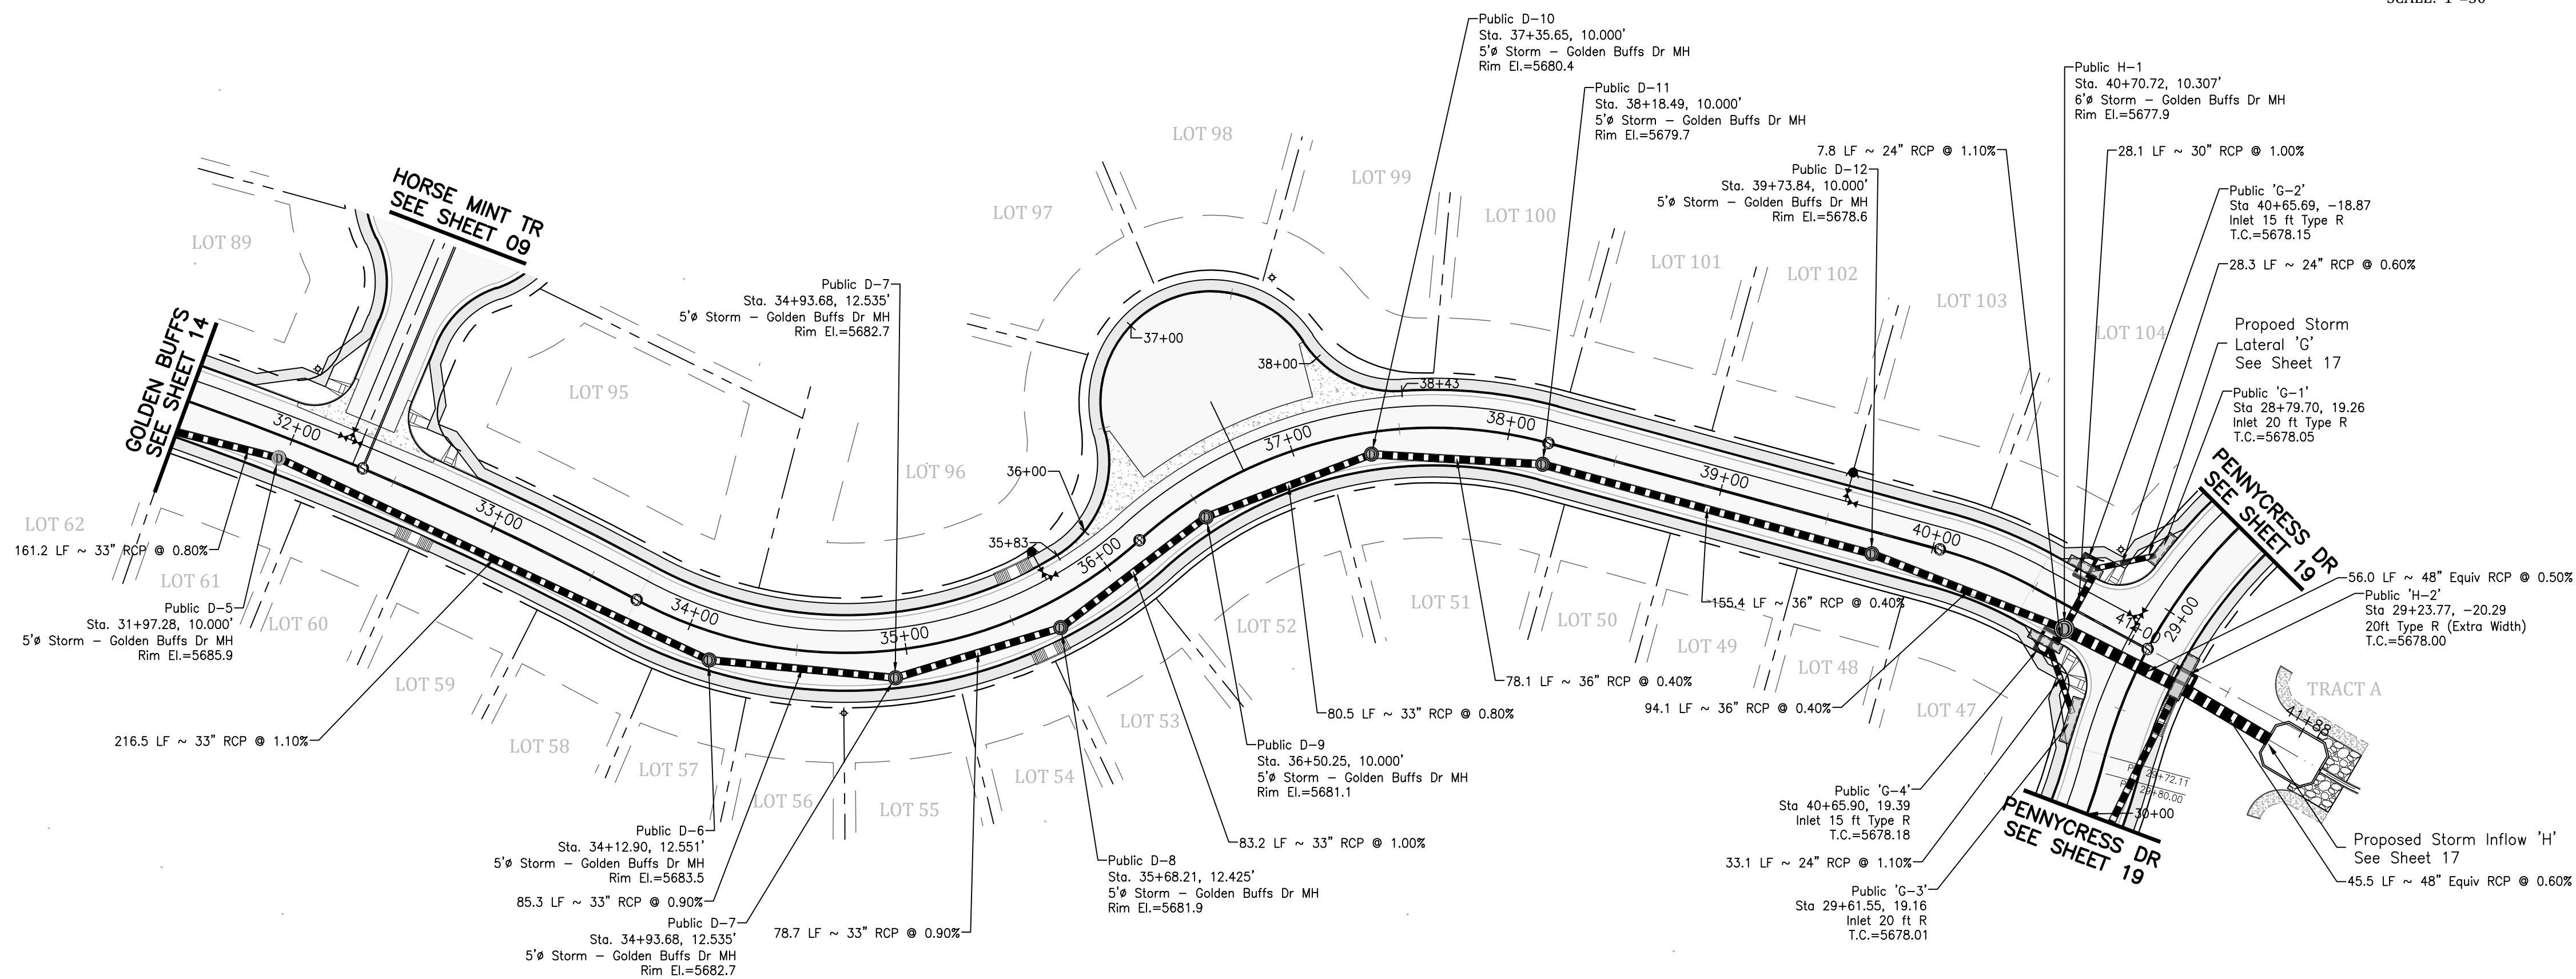 Public D-10
Sta. 37+35.65, 10.000'
5'ø Storm – Golden Buffs Dr MH
Rim El.=5680.4
Public D-11
Sta. 38+18.49, 10.000'
5'ø Storm – Golden Buffs Dr MH
Rim El.=5679.7
Public H-1
Sta. 40+70.72, 10.307'
6'ø Storm – Golden Buffs Dr MH
Rim El.=5677.9
7.8 LF ~ 24" RCP @ 1.10%
28.1 LF ~ 30" RCP @ 1.00%
Public D-12
Sta. 39+73.84, 10.000'
5'ø Storm – Golden Buffs Dr MH
Rim El.=5678.6
Public 'G-2'
Sta 40+65.69, -18.87
Inlet 15 ft Type R
T.C.=5678.15
28.3 LF ~ 24" RCP @ 0.60%
Propoed Storm
Lateral 'G'
See Sheet 17
Public 'G-1'
Sta 28+79.70, 19.26
Inlet 20 ft Type R
T.C.=5678.05
LOT 98
LOT 99
LOT 97
LOT 100
LOT 101
LOT 102
LOT 103
LOT 104
LOT 89
HORSE MINT TR
SEE SHEET 09
GOLDEN BUFFS
SEE SHEET 14
Public D-7
Sta. 34+93.68, 12.535'
5'ø Storm – Golden Buffs Dr MH
Rim El.=5682.7
LOT 95
LOT 96
37+00
38+00
38+43
36+00
35+83
32+00
33+00
34+00
35+00
36+00
37+00
38+00
39+00
40+00
41+00
29+00
PENNYCRESS DR
SEE SHEET 19
LOT 62
161.2 LF ~ 33" RCP @ 0.80%
LOT 61
Public D-5
Sta. 31+97.28, 10.000'
5'ø Storm – Golden Buffs Dr MH
Rim El.=5685.9
LOT 60
LOT 59
LOT 58
LOT 57
LOT 56
LOT 55
LOT 54
LOT 53
LOT 52
LOT 51
LOT 50
LOT 49
LOT 48
LOT 47
TRACT A
216.5 LF ~ 33" RCP @ 1.10%
155.4 LF ~ 36" RCP @ 0.40%
78.1 LF ~ 36" RCP @ 0.40%
94.1 LF ~ 36" RCP @ 0.40%
80.5 LF ~ 33" RCP @ 0.80%
56.0 LF ~ 48" Equiv RCP @ 0.50%
Public 'H-2'
Sta 29+23.77, -20.29
20ft Type R (Extra Width)
T.C.=5678.00
41+88
29+72.11
29+80.00
30+00
Public D-9
Sta. 36+50.25, 10.000'
5'ø Storm – Golden Buffs Dr MH
Rim El.=5681.1
Public 'G-4'
Sta 40+65.90, 19.39
Inlet 15 ft Type R
T.C.=5678.18
PENNYCRESS DR
SEE SHEET 19
Public D-6
Sta. 34+12.90, 12.551'
5'ø Storm – Golden Buffs Dr MH
Rim El.=5683.5
83.2 LF ~ 33" RCP @ 1.00%
Public D-8
Sta. 35+68.21, 12.425'
5'ø Storm – Golden Buffs Dr MH
Rim El.=5681.9
33.1 LF ~ 24" RCP @ 1.10%
Public 'G-3'
Sta 29+61.55, 19.16
Inlet 20 ft R
T.C.=5678.01
Proposed Storm Inflow 'H'
See Sheet 17
45.5 LF ~ 48" Equiv RCP @ 0.60%
85.3 LF ~ 33" RCP @ 0.90%
Public D-7
Sta. 34+93.68, 12.535'
5'ø Storm – Golden Buffs Dr MH
Rim El.=5682.7
78.7 LF ~ 33" RCP @ 0.90%